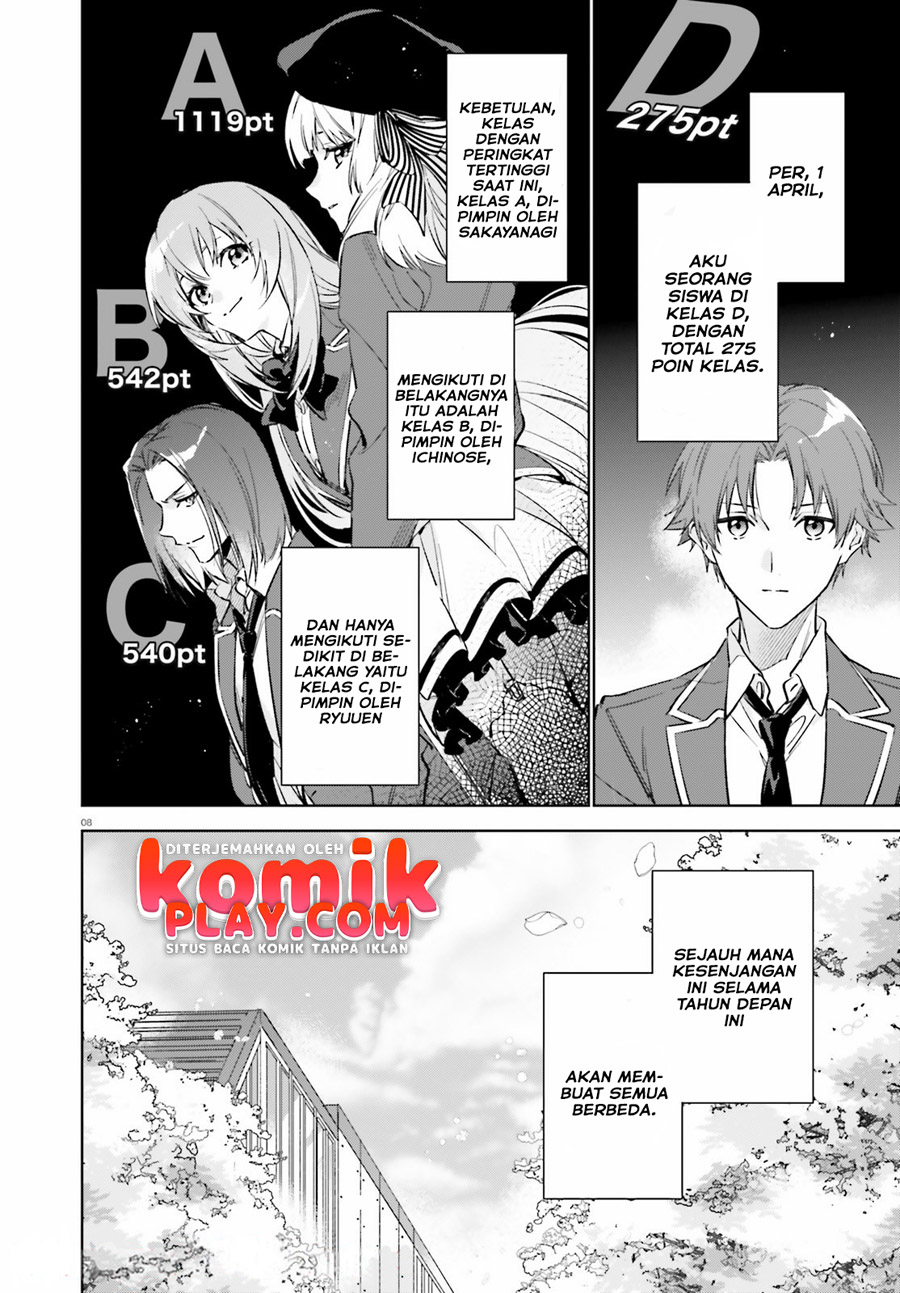 D
275pt
PER, 1
APRIL,
AKU
SEORANG
SISWA DI
KELAS D,
DENGAN
TOTAL 275
POIN KELAS.
A
1119pt
KEBETULAN,
KELAS
DENGAN
PERINGKAT
TERTINGGI
SAAT INI,
KELAS A, DI-
PIMPIN OLEH
SAKAYANAGI
B
542pt
MENGIKUTI DI
BELAKANGNYA
ITU ADALAH
KELAS B, DI-
PIMPIN OLEH
ICHINOSE,
C
540pt
DAN HANYA
MENGIKUTI SE-
DIKIT DI BE-
LAKANG YAITU
KELAS C, DI-
PIMPIN OLEH
RYUUEN
08
DITERJEMAHKAN OLEH
komik
PLAY.COM
SITUS BACA KOMIK TANPA IKLAN
SEJAUH MANA
KESENJANGAN
INI SELAMA
TAHUN DEPAN
INI
AKAN MEM-
BUAT SEMUA
BERBEDA.